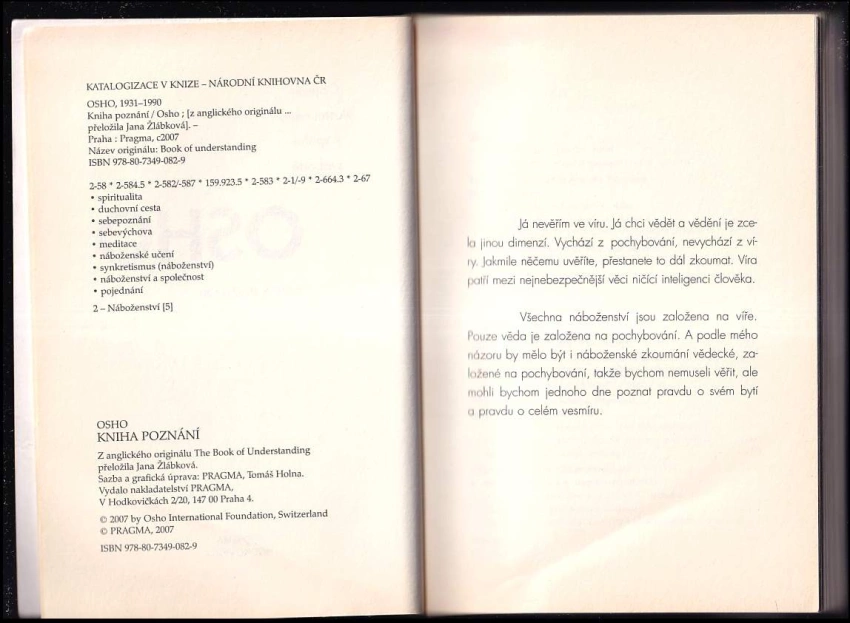 KATALOGIZACE V KNIZE – NÁRODNÍ KNIHOVNA ČR
OSHO, 1931–1990
Kniha poznání / Osho ; [z anglického originálu ...
přeložila Jana Žlábková]. –
Praha : Pragma, c2007
Název originálu: Book of understanding
ISBN 978-80-7349-082-9
2-58 * 2-584.5 * 2-582/-587 * 159.923.5 * 2-583 * 2-1/-9 * 2-664.3 * 2-67
• spiritualita
• duchovní cesta
• sebepoznání
• sebevýchova
• meditace
• náboženské učení
• synkretismus (náboženství)
• náboženství a společnost
• pojednání
2 – Náboženství [5]
OSHO
KNIHA POZNÁNÍ
Z anglického originálu The Book of Understanding
přeložila Jana Žlábková.
Sazba a grafická úprava: PRAGMA, Tomáš Holna.
Vydalo nakladatelství PRAGMA,
V Hodkovičkách 2/20, 147 00 Praha 4.
© 2007 by Osho International Foundation, Switzerland
© PRAGMA, 2007
ISBN 978-80-7349-082-9
Já nevěřím ve víru. Já chci vědět a vědění je zce-
la jinou dimenzí. Vychází z pochybování, nevychází z ví-
ry. Jakmile něčemu uvěříte, přestanete to dál zkoumat. Víra
patří mezi nejnebezpečnější věci ničící inteligenci člověka.
Všechna náboženství jsou založena na víře.
Pouze věda je založena na pochybování. A podle mého
názoru by mělo být i náboženské zkoumání vědecké, za-
ložené na pochybování, takže bychom nemuseli věřit, ale
mohli bychom jednoho dne poznat pravdu o svém bytí
a pravdu o celém vesmíru.